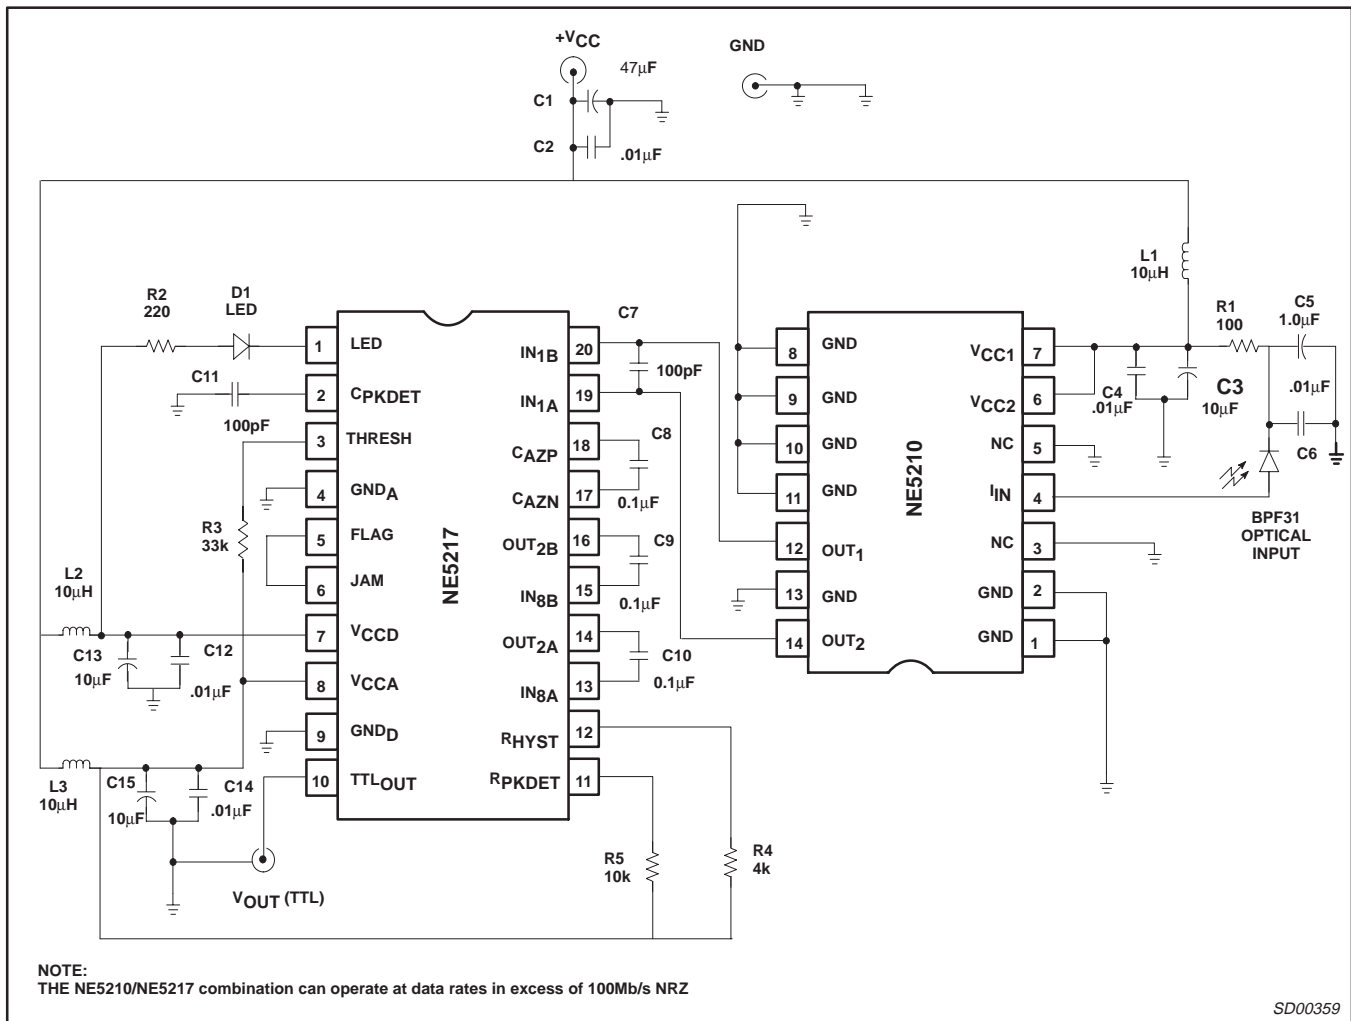 +VCC
GND
47µF
C1
C2
.01µF
L1
10µH
R2
220
D1
LED
C7
R1
100
C5
1.0µF
1
LED
IN1B
20
100pF
8
GND
VCC1
7
C11
100pF
2
CPKDET
IN1A
19
9
GND
VCC2
6
C4
.01µF
C3
10µF
.01µF
C6
3
THRESH
CAZP
18
C8
0.1µF
10
GND
NC
5
4
GNDA
CAZN
17
11
GND
IIN
4
R3
33k
5
FLAG
OUT2B
16
C9
0.1µF
12
OUT1
NC
3
BPF31
OPTICAL
INPUT
6
JAM
IN8B
15
13
GND
GND
2
L2
10µH
7
VCCD
OUT2A
14
C10
0.1µF
14
OUT2
GND
1
NE5217
NE5210
C13
10µF
C12
.01µF
8
VCCA
IN8A
13
9
GNDD
RHYST
12
L3
10µH
C15
10µF
C14
.01µF
10
TTLOUT
RPKDET
11
R5
10k
R4
4k
VOUT (TTL)
NOTE:
THE NE5210/NE5217 combination can operate at data rates in excess of 100Mb/s NRZ
SD00359